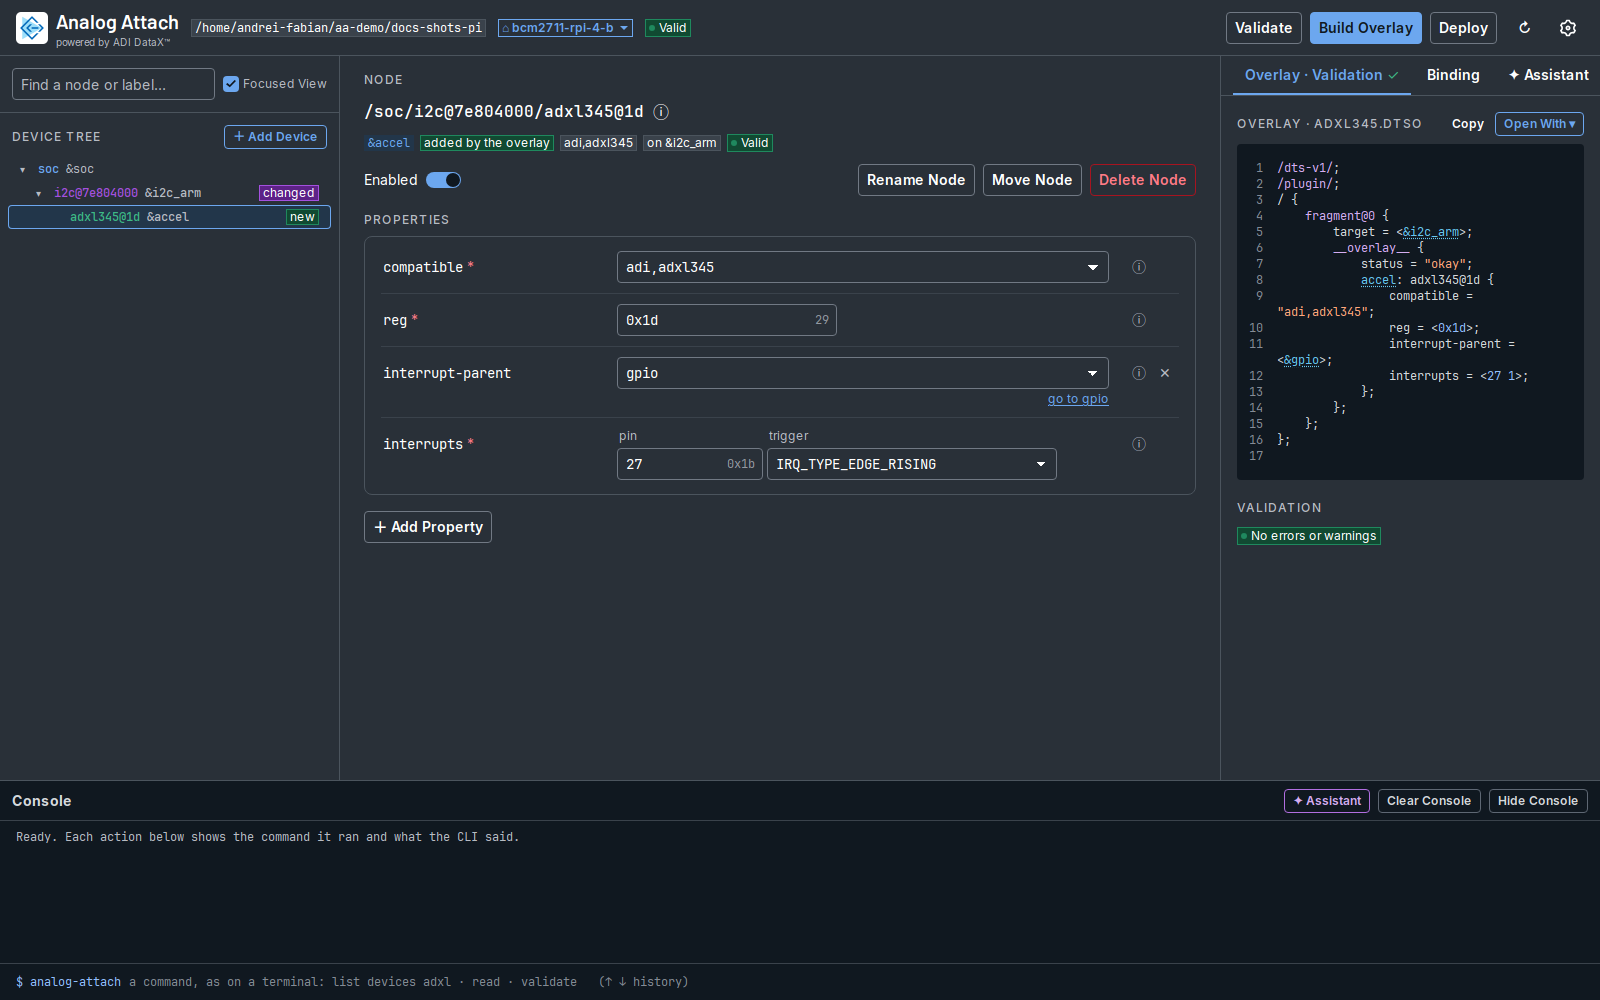 Analog Attach
powered by ADI DataX™
/home/andrei-fabian/aa-demo/docs-shots-pi
bcm2711-rpi-4-b
Valid
Validate
Build Overlay
Deploy
Find a node or label...
Focused View
DEVICE TREE
+ Add Device
soc &soc
i2c@7e804000 &i2c_arm
changed
adxl345@1d &accel
new
NODE
/soc/i2c@7e804000/adxl345@1d
&accel
added by the overlay
adi,adxl345
on &i2c_arm
Valid
Enabled
Rename Node
Move Node
Delete Node
PROPERTIES
compatible *
adi,adxl345
reg *
0x1d
29
interrupt-parent
gpio
go to gpio
interrupts *
pin
trigger
27
0x1b
IRQ_TYPE_EDGE_RISING
+ Add Property
Overlay · Validation ✓
Binding
✦ Assistant
OVERLAY · ADXL345.DTSO
Copy
Open With ▾
1 /dts-v1/;
2 /plugin/;
3 / {
4 fragment@0 {
5 target = <&i2c_arm>;
6 __overlay__ {
7 status = "okay";
8 accel: adxl345@1d {
9 compatible =
"adi,adxl345";
10 reg = <0x1d>;
11 interrupt-parent =
<&gpio>;
12 interrupts = <27 1>;
13 };
14 };
15 };
16 };
17
VALIDATION
No errors or warnings
Console
✦ Assistant
Clear Console
Hide Console
Ready. Each action below shows the command it ran and what the CLI said.
$ analog-attach a command, as on a terminal: list devices adxl · read · validate (↑ ↓ history)